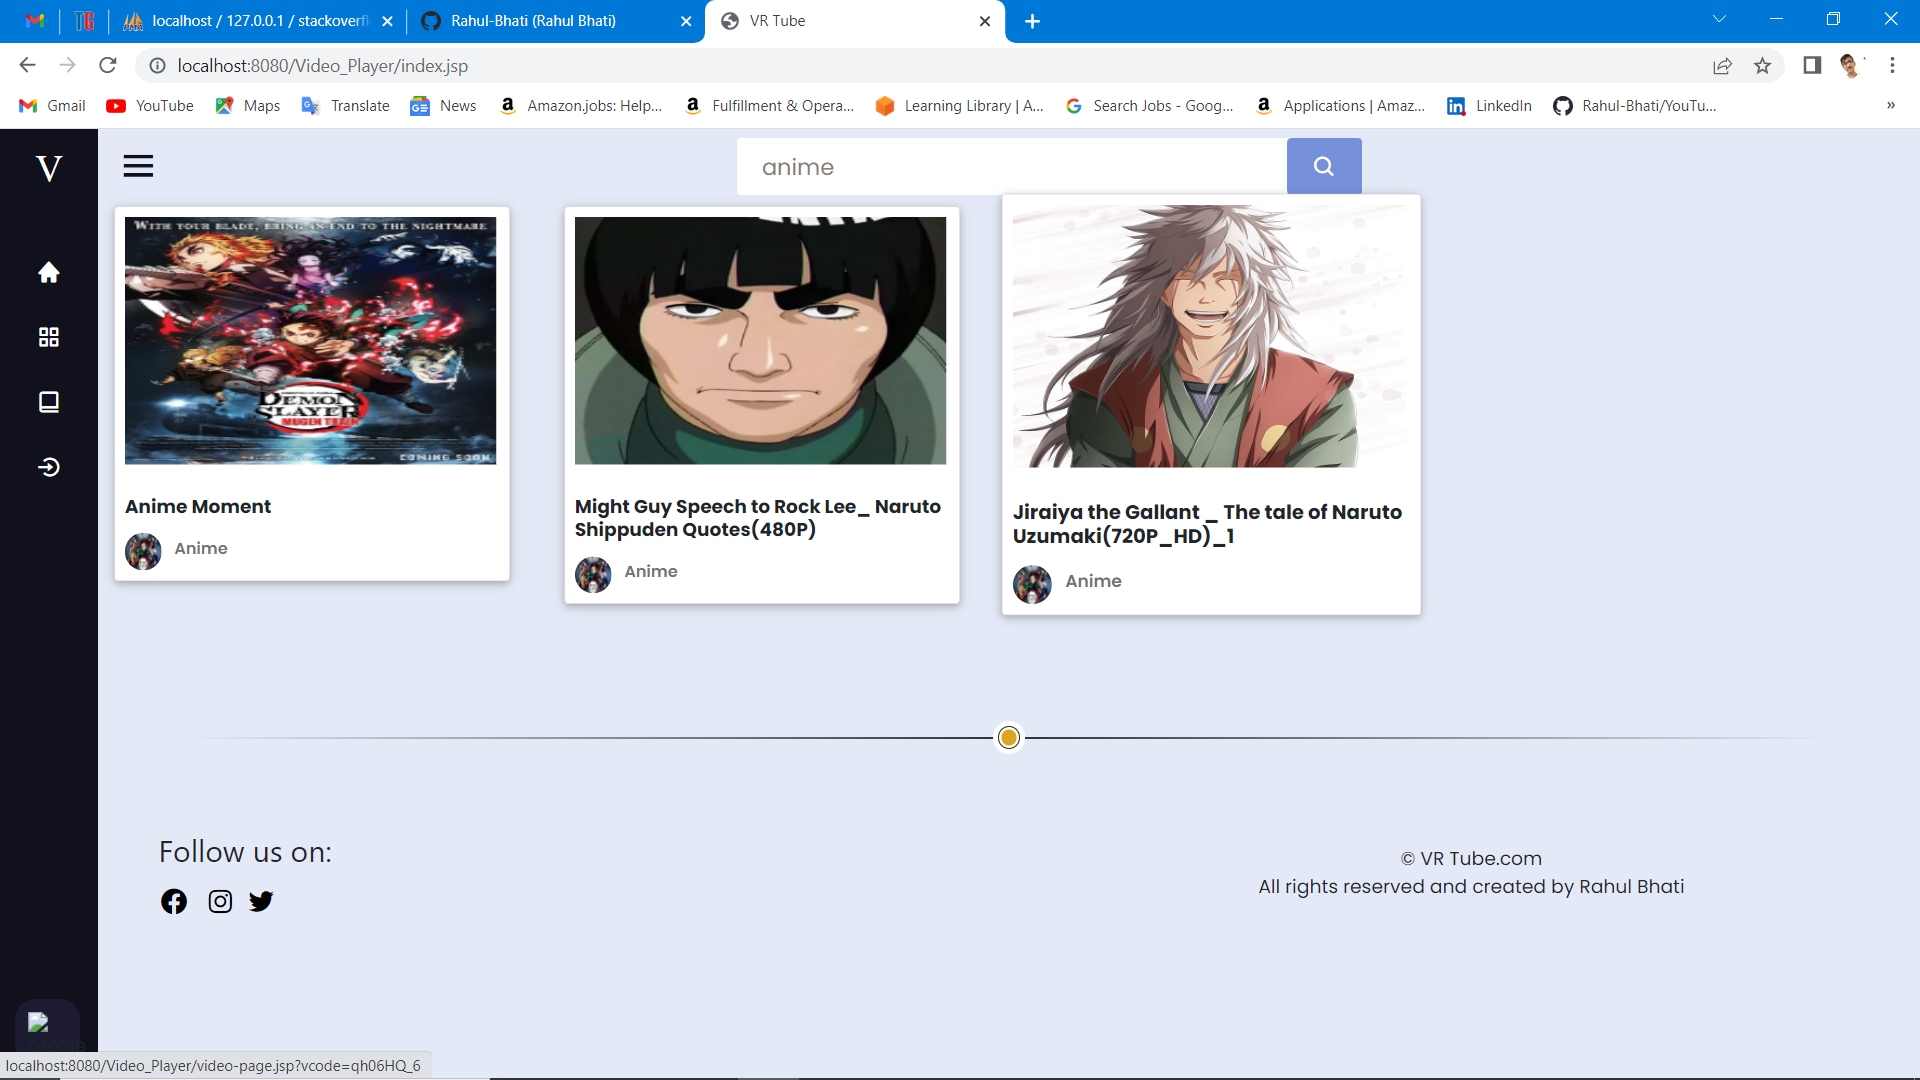 localhost / 127.0.0.1 / stackoverfl
Rahul-Bhati (Rahul Bhati)
VR Tube
localhost:8080/Video_Player/index.jsp
Gmail
YouTube
Maps
Translate
News
Amazon.jobs: Help...
Fulfillment & Opera...
Learning Library | A...
Search Jobs - Goog...
Applications | Amaz...
LinkedIn
Rahul-Bhati/YouTu...
»
V
anime
WITH YOUR BLADE, BRING AN END TO THE NIGHTMARE
DEMON
SLAYER
MUGEN TRAIN
COMING SOON
Anime Moment
Anime
Might Guy Speech to Rock Lee_ Naruto
Shippuden Quotes(480P)
Anime
Jiraiya the Gallant _ The tale of Naruto
Uzumaki(720P_HD)_1
Anime
Follow us on:
© VR Tube.com
All rights reserved and created by Rahul Bhati
profile
localhost:8080/Video_Player/video-page.jsp?vcode=qh06HQ_6